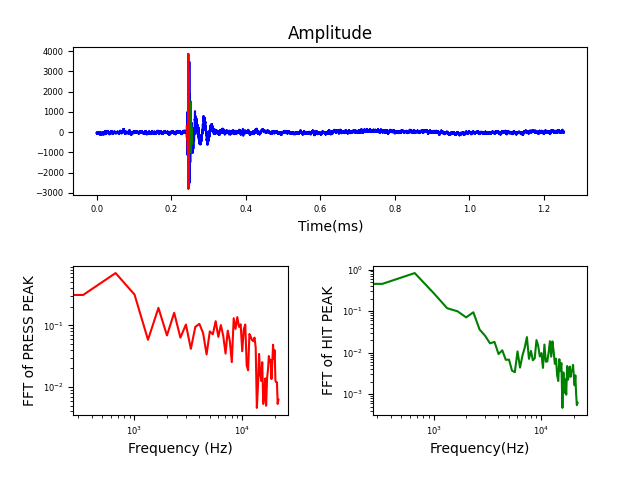 Amplitude
4000
3000
2000
1000
0
−1000
−2000
−3000
0.0 0.2 0.4 0.6 0.8 1.0 1.2
Time(ms)
FFT of PRESS PEAK
10⁻¹
10⁻²
10³ 10⁴
Frequency (Hz)
FFT of HIT PEAK
10⁰
10⁻¹
10⁻²
10⁻³
10³ 10⁴
Frequency(Hz)